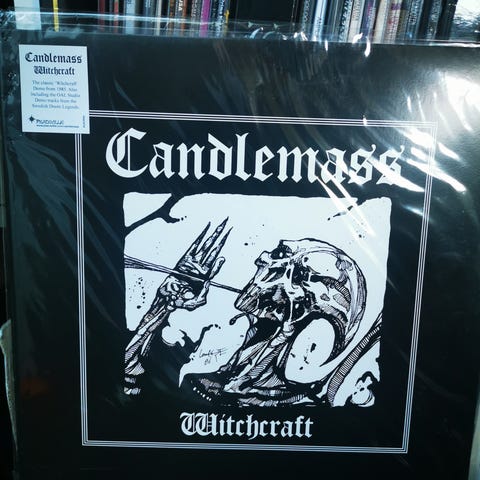 Candlemass
Witchcraft
The classic "Witchcraft"
Demo from 1985. Also
including the OAL Studio
Demo tracks from the
Swedish Doom Legends.
Candlemass
Witchcraft